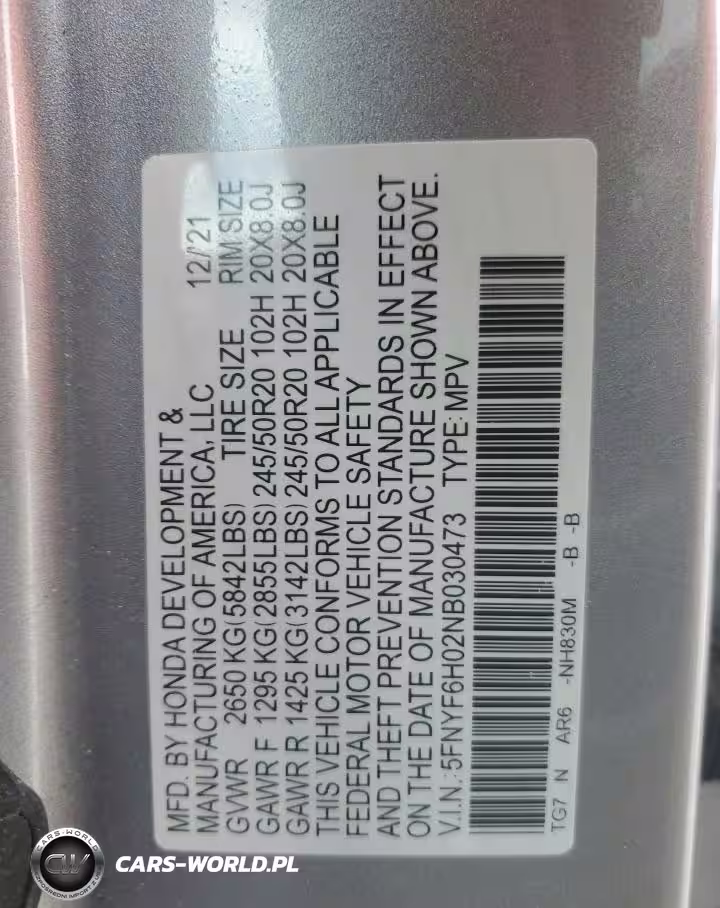 MFD. BY HONDA DEVELOPMENT &
MANUFACTURING OF AMERICA, LLC 12/'21
GVWR 2650 KG(5842LBS) TIRE SIZE RIM SIZE
GAWR F 1295 KG(2855LBS) 245/50R20 102H 20X8.0J
GAWR R 1425 KG(3142LBS) 245/50R20 102H 20X8.0J
THIS VEHICLE CONFORMS TO ALL APPLICABLE
FEDERAL MOTOR VEHICLE SAFETY
AND THEFT PREVENTION STANDARDS IN EFFECT
ON THE DATE OF MANUFACTURE SHOWN ABOVE.
V.I.N.: 5FNYF6H02NB030473 TYPE: MPV
TG7 N AR6 -NH830M -B -B
CARS-WORLD
CW
CARS-WORLD.PL